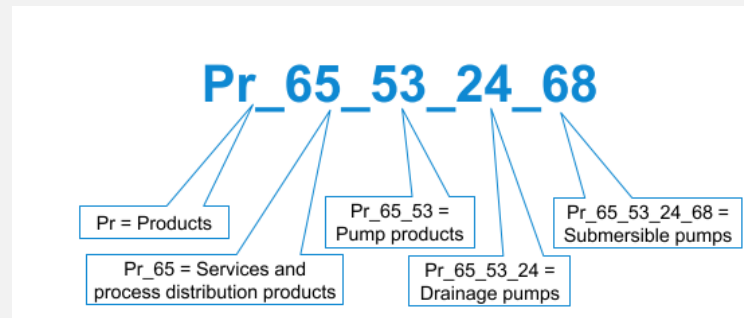 Pr_65_53_24_68
Pr = Products
Pr_65 = Services and
process distribution products
Pr_65_53 =
Pump products
Pr_65_53_24 =
Drainage pumps
Pr_65_53_24_68 =
Submersible pumps